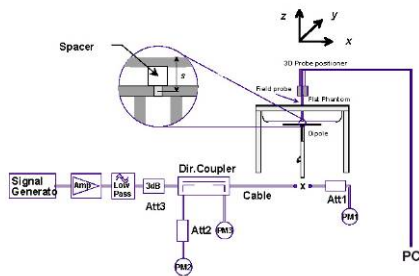 z
y
x
3D Probe positioner
Spacer
s
Field probe
Flat Phantom
Dipole
Signal
Generato
Amp
Low
Pass
3dB
Att3
Dir.Coupler
Cable
x
Att1
Att2
PM3
PM1
PM2
PC